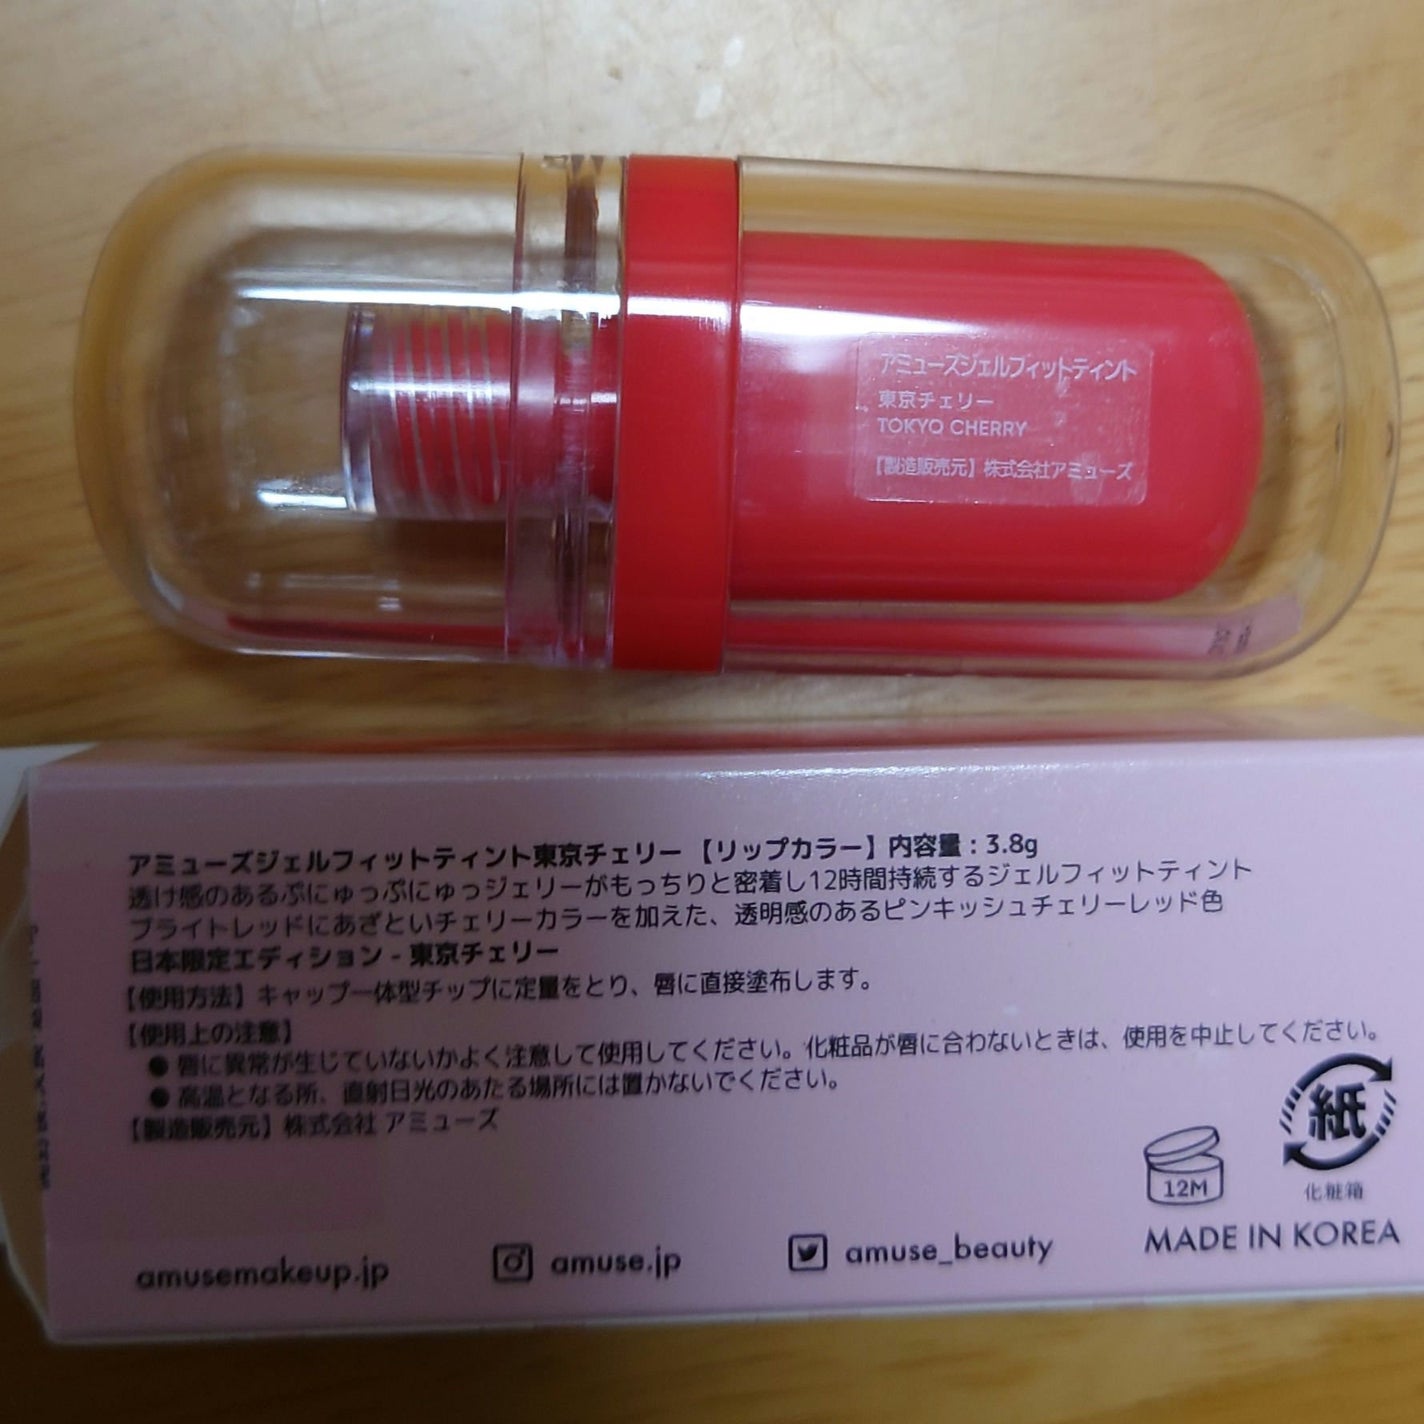 アミューズジェルフィットティント
東京チェリー
TOKYO CHERRY
【製造販売元】株式会社アミューズ
アミューズジェルフィットティント東京チェリー【リップカラー】内容量：3.8g
透け感のあるぷにゅっぷにゅっジェリーがもっちりと密着し12時間持続するジェルフィットティント
ブライトレッドにあざといチェリーカラーを加えた、透明感のあるピンキッシュチェリーレッド色
日本限定エディション - 東京チェリー
【使用方法】キャップ一体型チップに定量をとり、唇に直接塗布します。
【使用上の注意】
● 唇に異常が生じていないかよく注意して使用してください。化粧品が唇に合わないときは、使用を中止してください。
● 高温となる所、直射日光のあたる場所には置かないでください。
【製造販売元】株式会社 アミューズ
紙
12M
化粧箱
MADE IN KOREA
amusemakeup.jp
amuse.jp
amuse_beauty